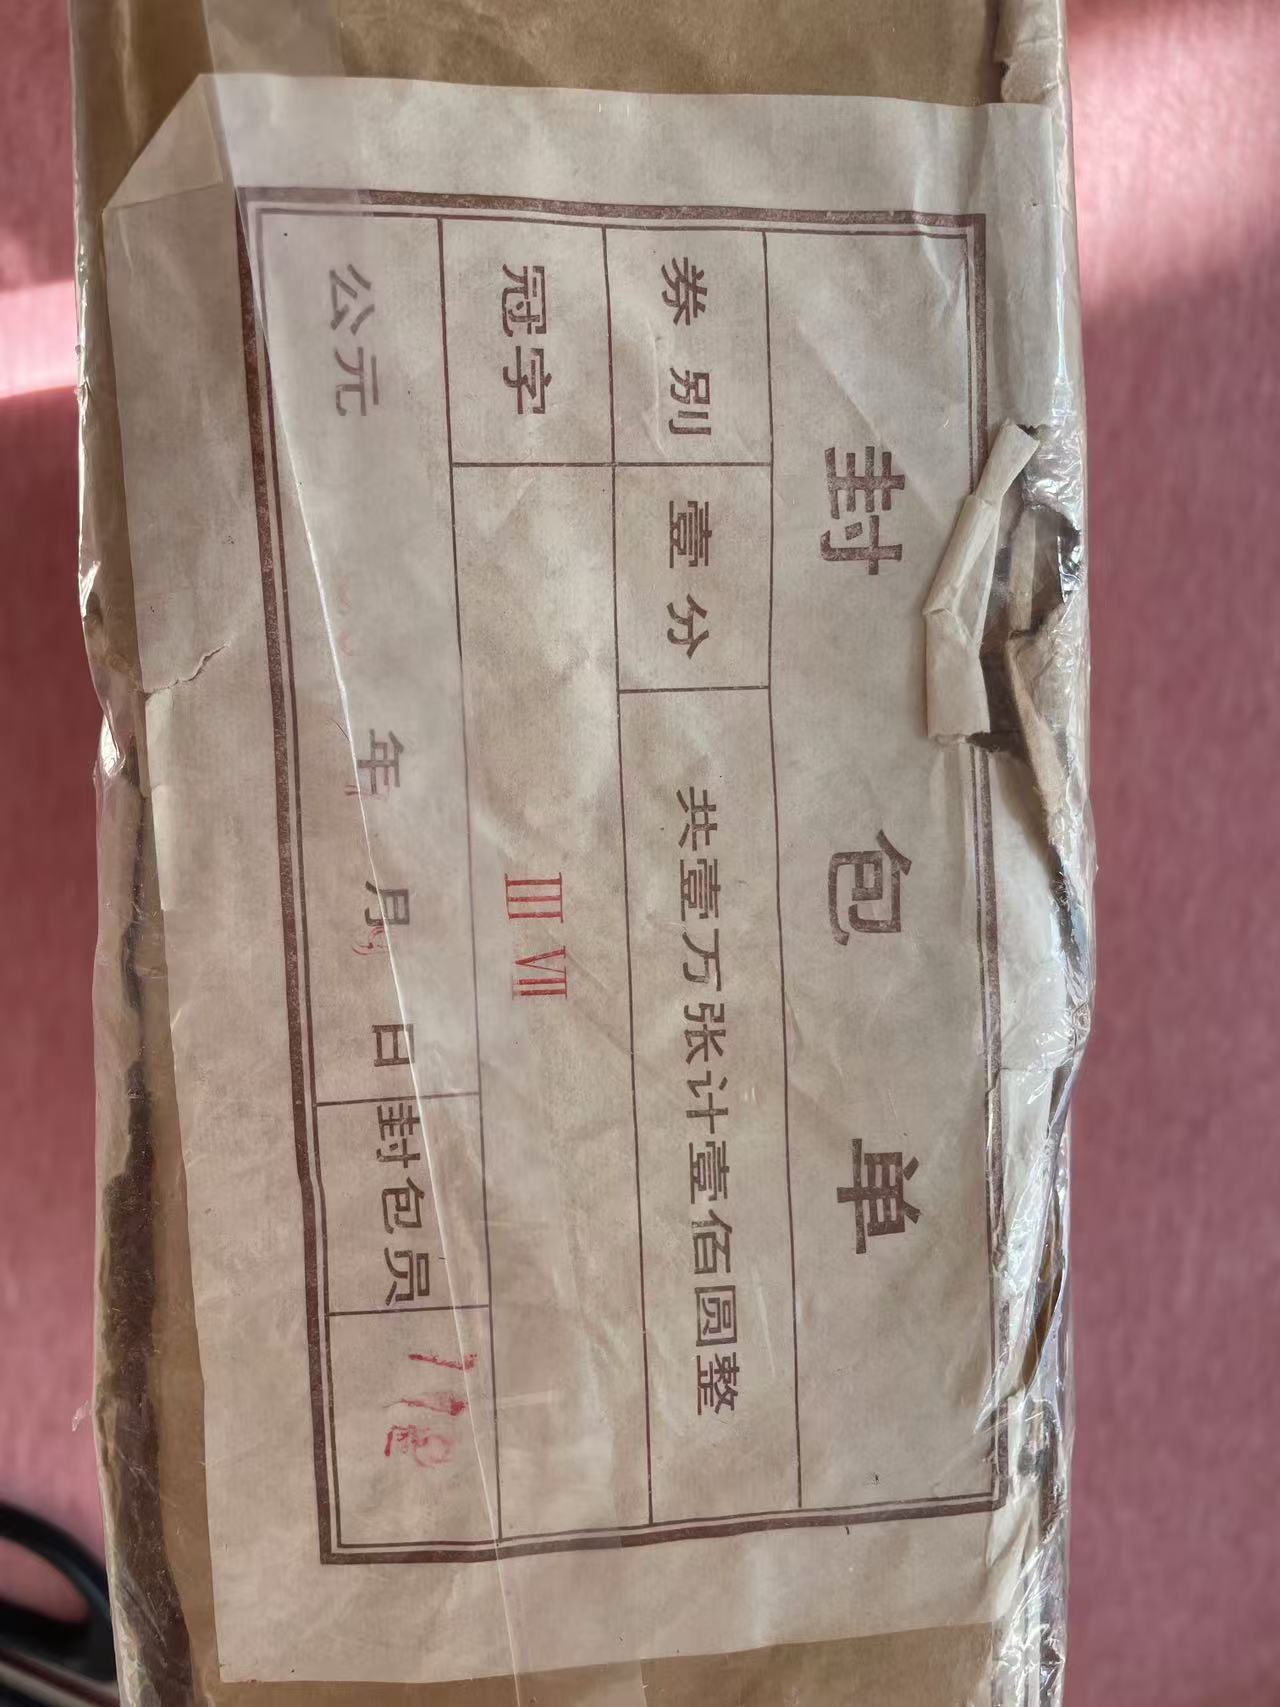 封包单
券别 壹分 共壹万张计壹佰圆整
冠字 III VII
公元 年 月 日 封包员